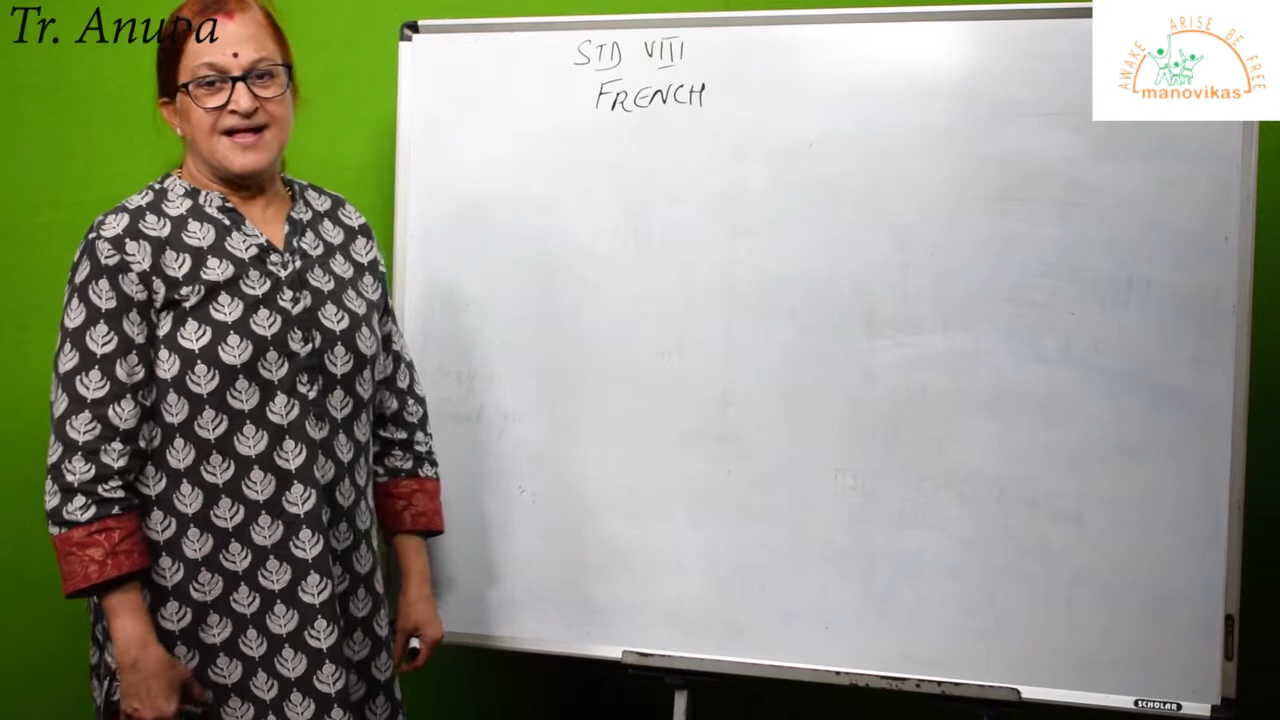 Tr. Anupa
STD VIII
FRENCH
AWAKE ARISE BE FREE
manovikas
SCHOLAR